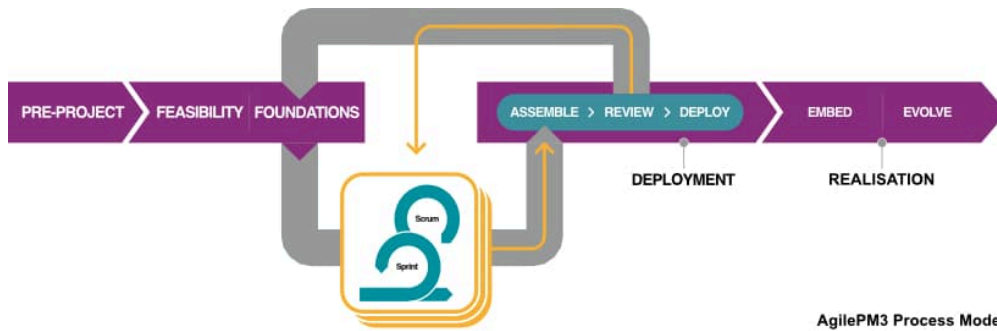 PRE-PROJECT
FEASIBILITY
FOUNDATIONS
ASSEMBLE > REVIEW > DEPLOY
EMBED
EVOLVE
DEPLOYMENT
REALISATION
Scrum
Sprint
AgilePM3 Process Mode